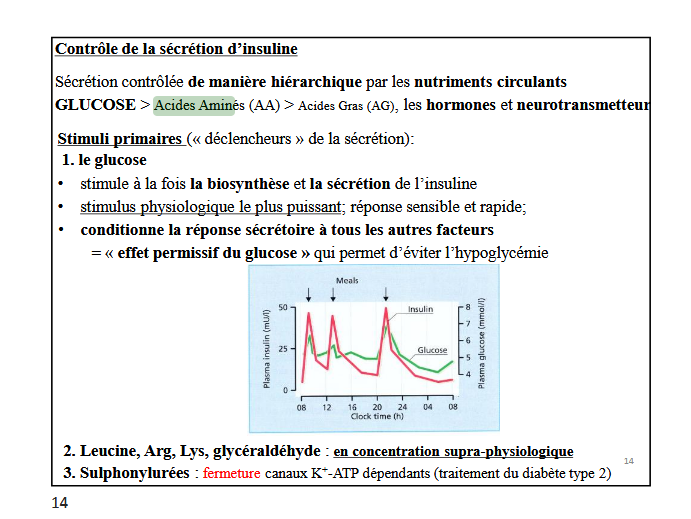 Contrôle de la sécrétion d’insuline
Sécrétion contrôlée de manière hiérarchique par les nutriments circulants
GLUCOSE > Acides Aminés (AA) > Acides Gras (AG), les hormones et neurotransmetteur
Stimuli primaires (« déclencheurs » de la sécrétion):
1. le glucose
• stimule à la fois la biosynthèse et la sécrétion de l’insuline
• stimulus physiologique le plus puissant; réponse sensible et rapide;
• conditionne la réponse sécrétoire à tous les autres facteurs
= « effet permissif du glucose » qui permet d’éviter l’hypoglycémie
Meals
Plasma insulin (mU/l)
50
25
0
Insulin
Glucose
8
7
6
5
4
Plasma glucose (mmol/l)
08 12 16 20 24 04 08
Clock time (h)
2. Leucine, Arg, Lys, glycéraldéhyde : en concentration supra-physiologique
14
3. Sulphonylurées : fermeture canaux K+-ATP dépendants (traitement du diabète type 2)
14